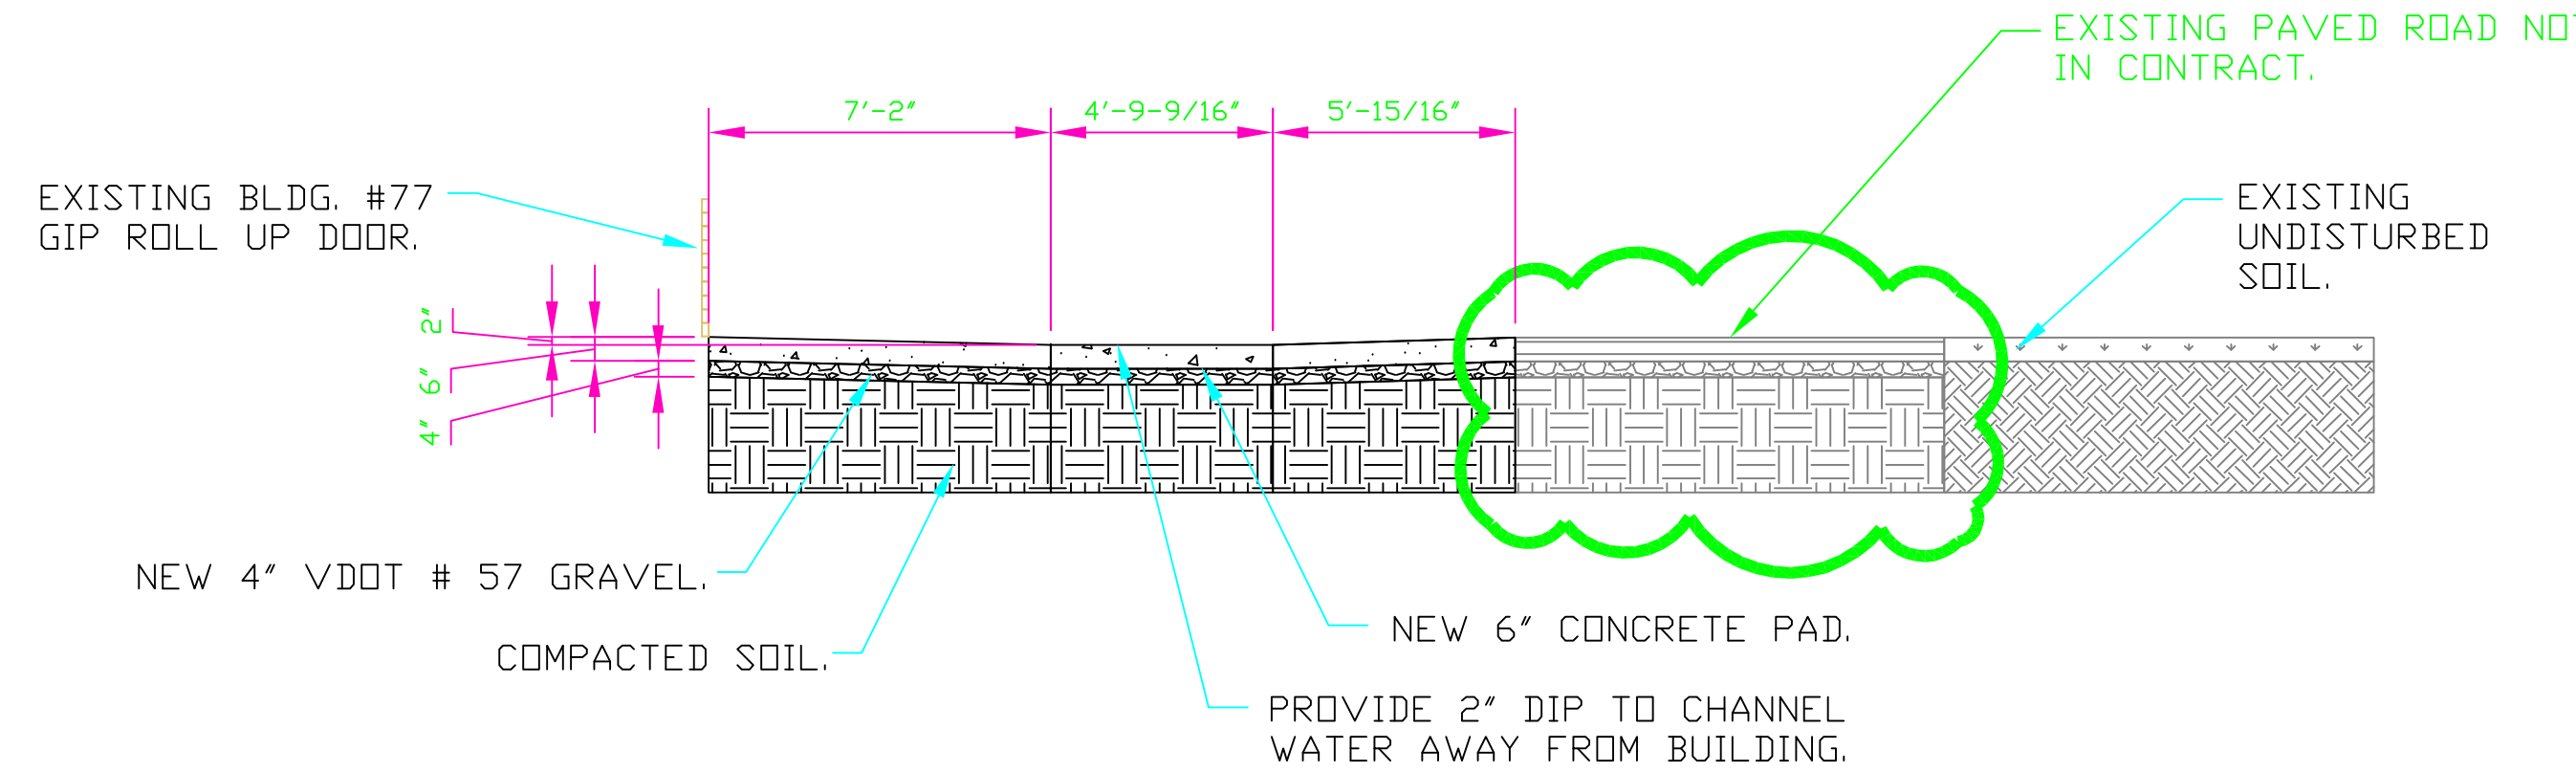 EXISTING PAVED ROAD NOT
IN CONTRACT.
7'-2"
4'-9-9/16"
5'-15/16"
EXISTING BLDG. #77
GIP ROLL UP DOOR.
EXISTING
UNDISTURBED
SOIL.
2"
6"
4"
NEW 4" VDOT # 57 GRAVEL.
COMPACTED SOIL.
NEW 6" CONCRETE PAD.
PROVIDE 2" DIP TO CHANNEL
WATER AWAY FROM BUILDING.